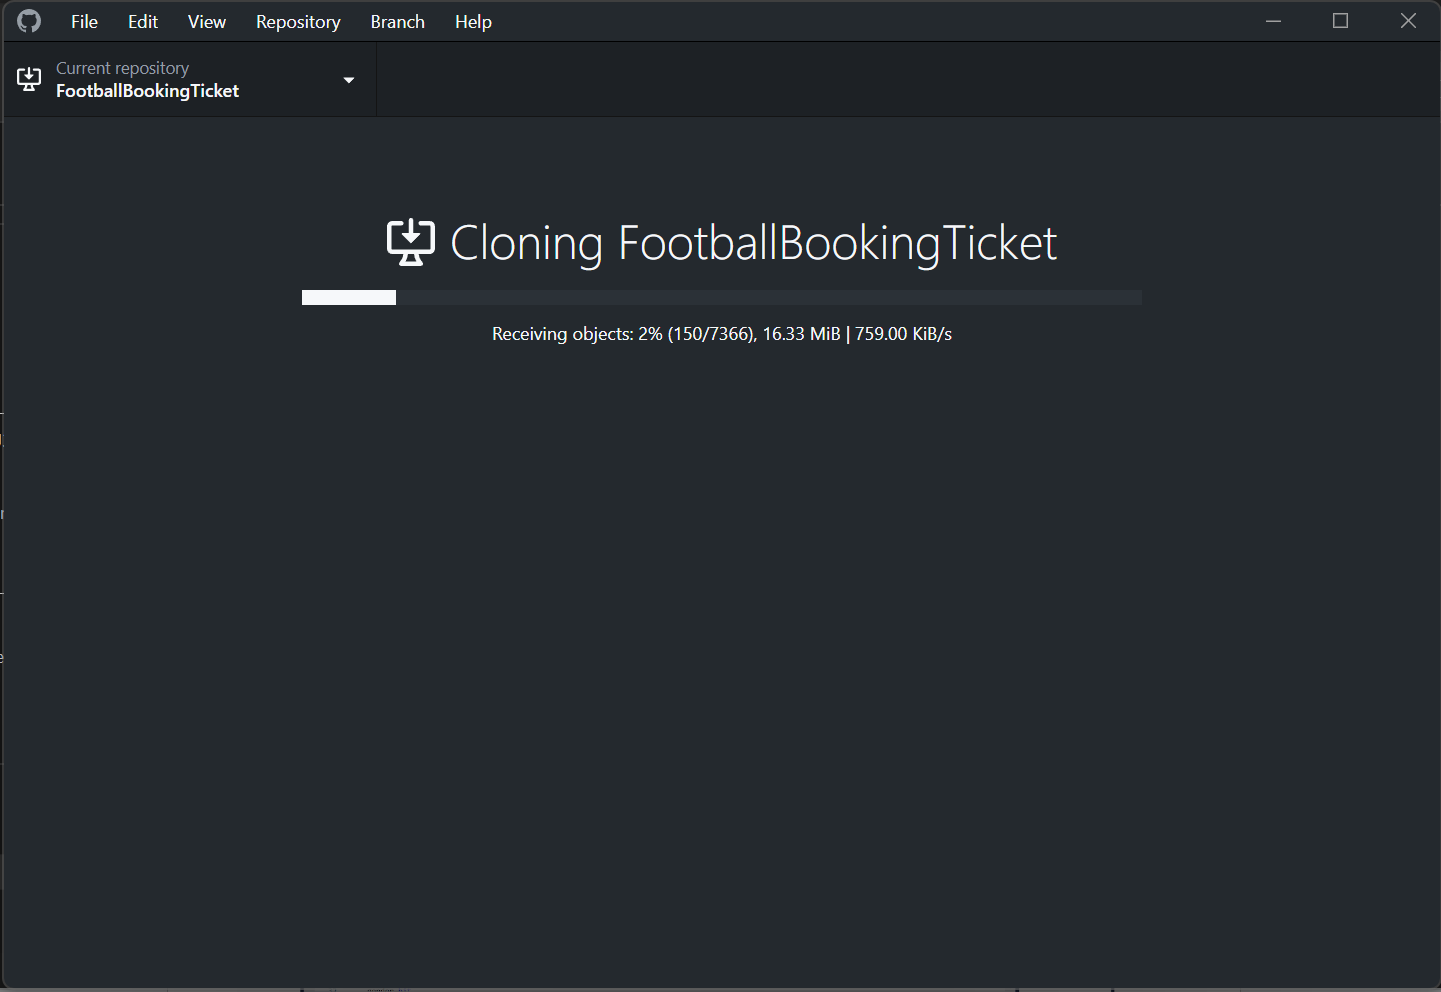 File Edit View Repository Branch Help
Current repository
FootballBookingTicket
Cloning FootballBookingTicket
Receiving objects: 2% (150/7366), 16.33 MiB | 759.00 KiB/s